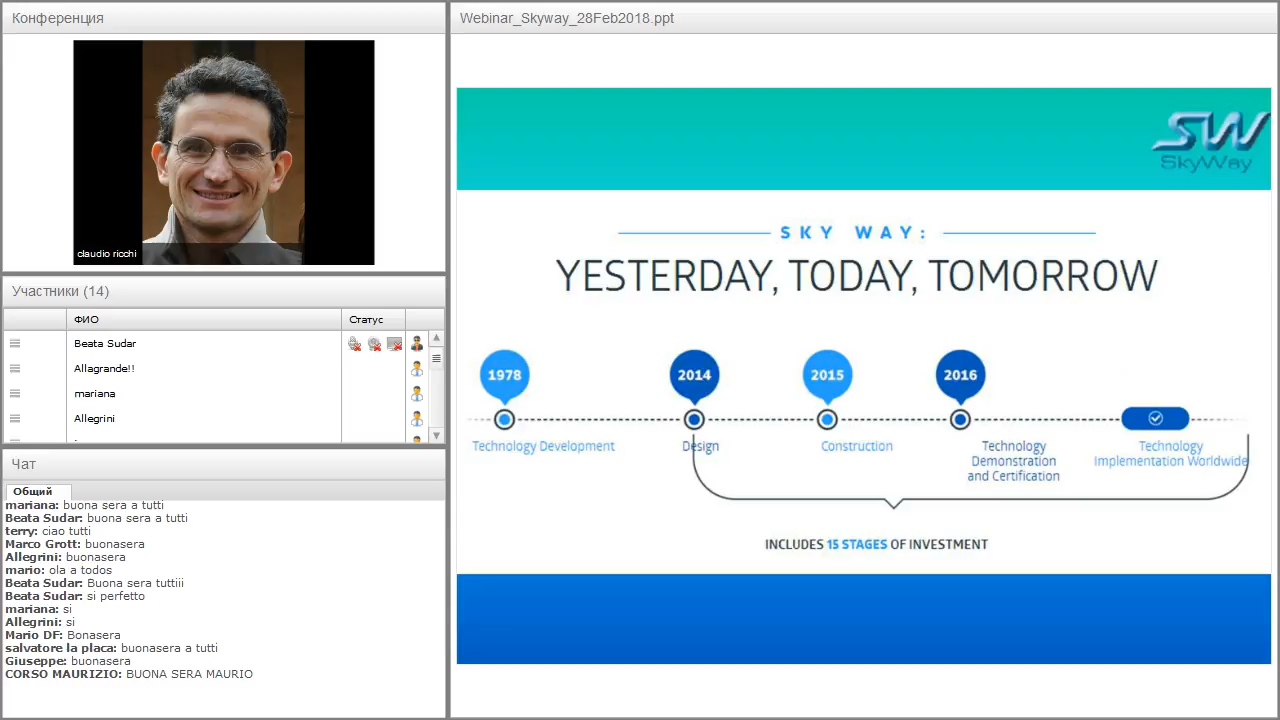 Конференция
claudio ricchi
Участники (14)
ФИО
Статус
Beata Sudar
Allagrande!!
mariana
Allegrini
Чат
Общий
mariana: buona sera a tutti
Beata Sudar: buona sera a tutti
terry: ciao tutti
Marco Grott: buonasera
Allegrini: buonasera
mario: ola a todos
Beata Sudar: Buona sera tuttiii
Beata Sudar: si perfetto
mariana: si
Allegrini: si
Mario DF: Bonasera
salvatore la placa: buonasera a tutti
Giuseppe: buonasera
CORSO MAURIZIO: BUONA SERA MAURIO
Webinar_Skyway_28Feb2018.ppt
SW
SkyWay
SKY WAY:
YESTERDAY, TODAY, TOMORROW
1978
2014
2015
2016
Technology Development
Design
Construction
Technology
Demonstration
and Certification
Technology
Implementation Worldwide
INCLUDES 15 STAGES OF INVESTMENT